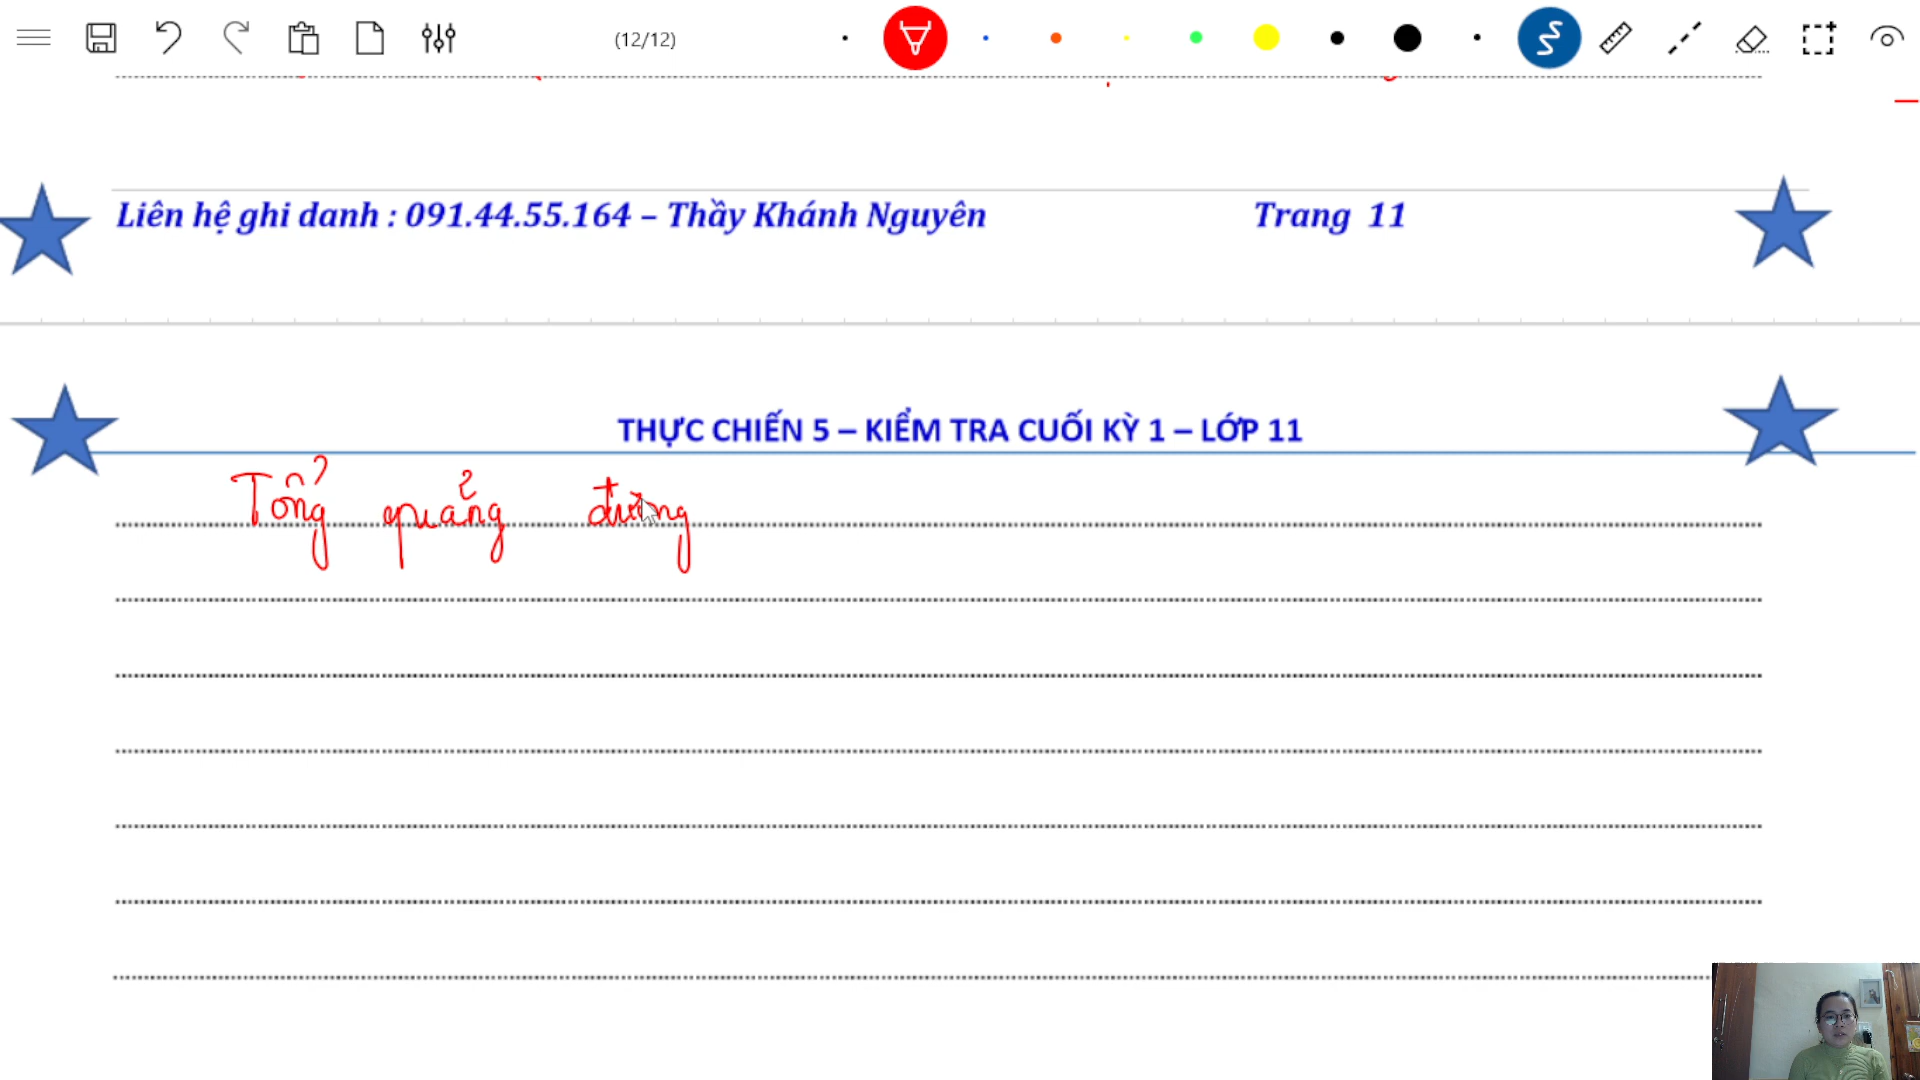 (12/12)
Liên hệ ghi danh : 091.44.55.164 – Thầy Khánh Nguyên Trang 11
THỰC CHIẾN 5 – KIỂM TRA CUỐI KỲ 1 – LỚP 11
Tổng quảng đường